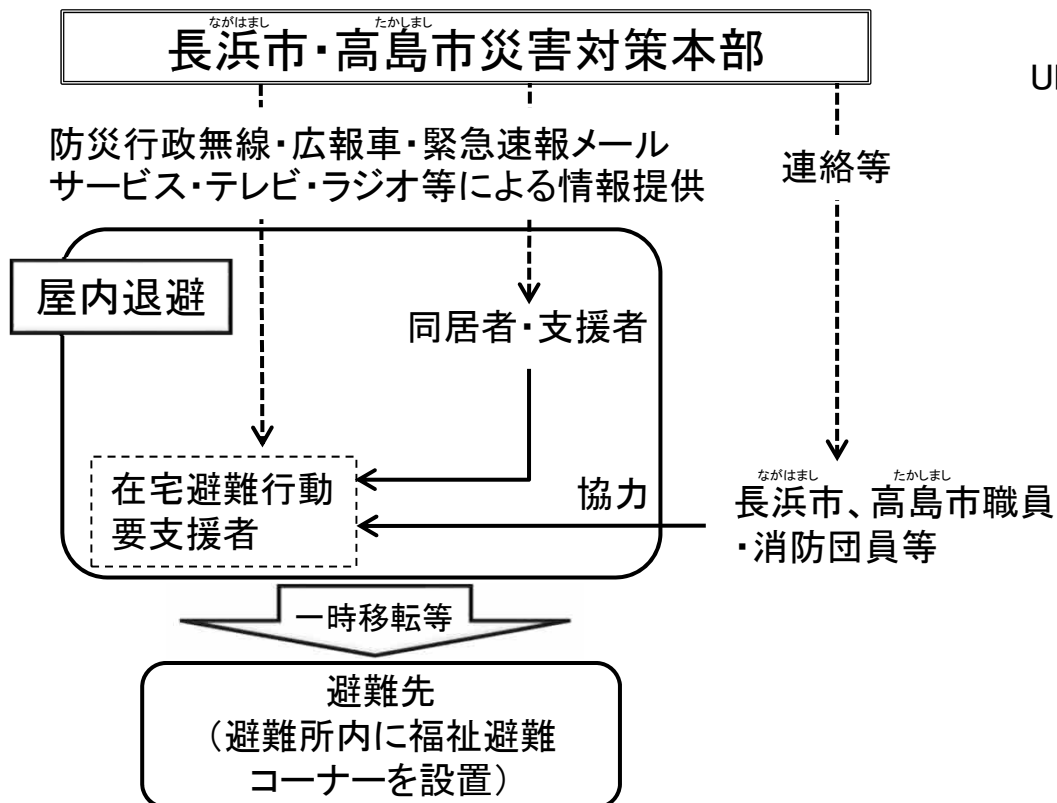 ながはまし たかしまし
長浜市・高島市災害対策本部
防災行政無線・広報車・緊急速報メール
サービス・テレビ・ラジオ等による情報提供
連絡等
屋内退避
同居者・支援者
在宅避難行動
要支援者
協力
ながはまし たかしまし
長浜市、高島市職員
・消防団員等
一時移転等
避難先
（避難所内に福祉避難
コーナーを設置）